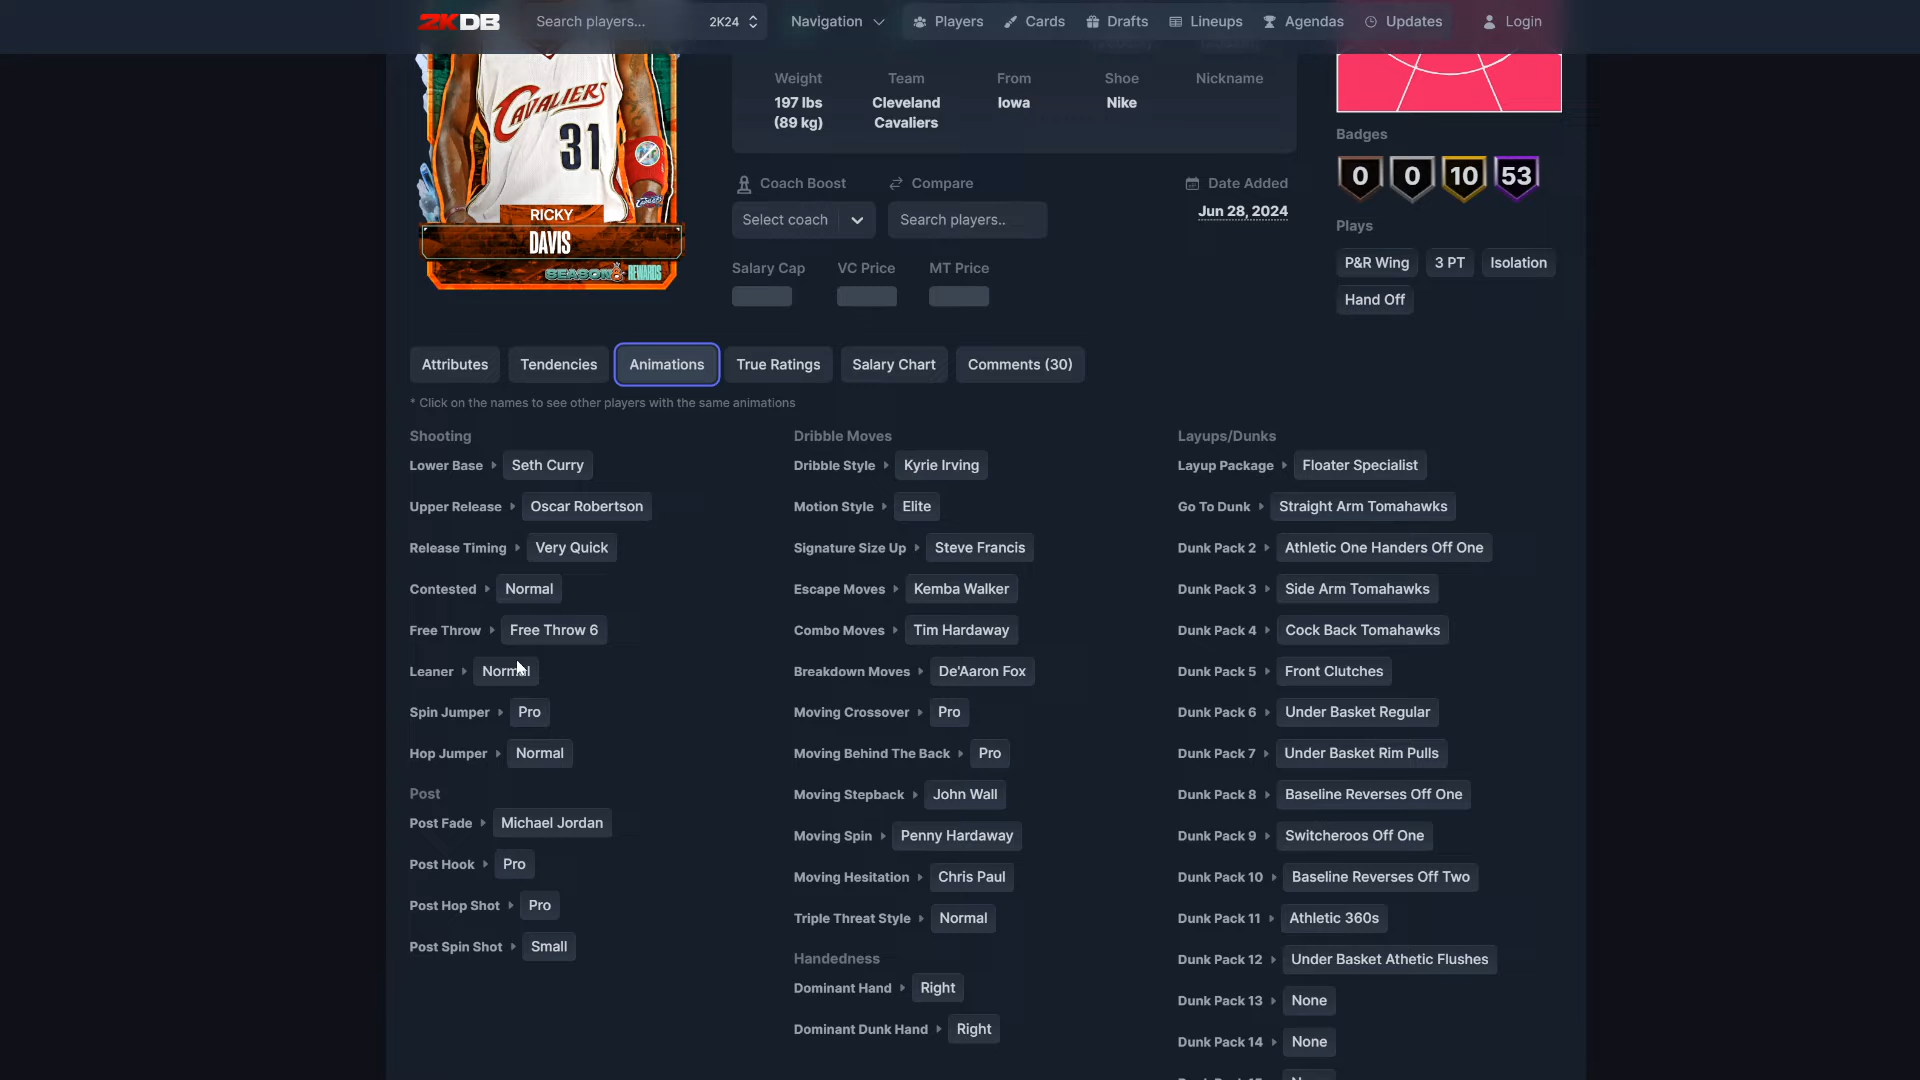 2KDB
Search players...
2K24
Navigation
Players
Cards
Drafts
Lineups
Agendas
Updates
Login
CAVALIERS
31
RICKY
DAVIS
SEASON 8 REWARDS
Weight
197 lbs
(89 kg)
Team
Cleveland
Cavaliers
From
Iowa
Shoe
Nike
Nickname
Coach Boost
Select coach
Compare
Search players..
Date Added
Jun 28, 2024
Salary Cap
VC Price
MT Price
Badges
0 0 10 53
Plays
P&R Wing
3 PT
Isolation
Hand Off
Attributes
Tendencies
Animations
True Ratings
Salary Chart
Comments (30)
* Click on the names to see other players with the same animations
Shooting
Lower Base Seth Curry
Upper Release Oscar Robertson
Release Timing Very Quick
Contested Normal
Free Throw Free Throw 6
Leaner Normal
Spin Jumper Pro
Hop Jumper Normal
Post
Post Fade Michael Jordan
Post Hook Pro
Post Hop Shot Pro
Post Spin Shot Small
Dribble Moves
Dribble Style Kyrie Irving
Motion Style Elite
Signature Size Up Steve Francis
Escape Moves Kemba Walker
Combo Moves Tim Hardaway
Breakdown Moves De'Aaron Fox
Moving Crossover Pro
Moving Behind The Back Pro
Moving Stepback John Wall
Moving Spin Penny Hardaway
Moving Hesitation Chris Paul
Triple Threat Style Normal
Handedness
Dominant Hand Right
Dominant Dunk Hand Right
Layups/Dunks
Layup Package Floater Specialist
Go To Dunk Straight Arm Tomahawks
Dunk Pack 2 Athletic One Handers Off One
Dunk Pack 3 Side Arm Tomahawks
Dunk Pack 4 Cock Back Tomahawks
Dunk Pack 5 Front Clutches
Dunk Pack 6 Under Basket Regular
Dunk Pack 7 Under Basket Rim Pulls
Dunk Pack 8 Baseline Reverses Off One
Dunk Pack 9 Switcheroos Off One
Dunk Pack 10 Baseline Reverses Off Two
Dunk Pack 11 Athletic 360s
Dunk Pack 12 Under Basket Athetic Flushes
Dunk Pack 13 None
Dunk Pack 14 None